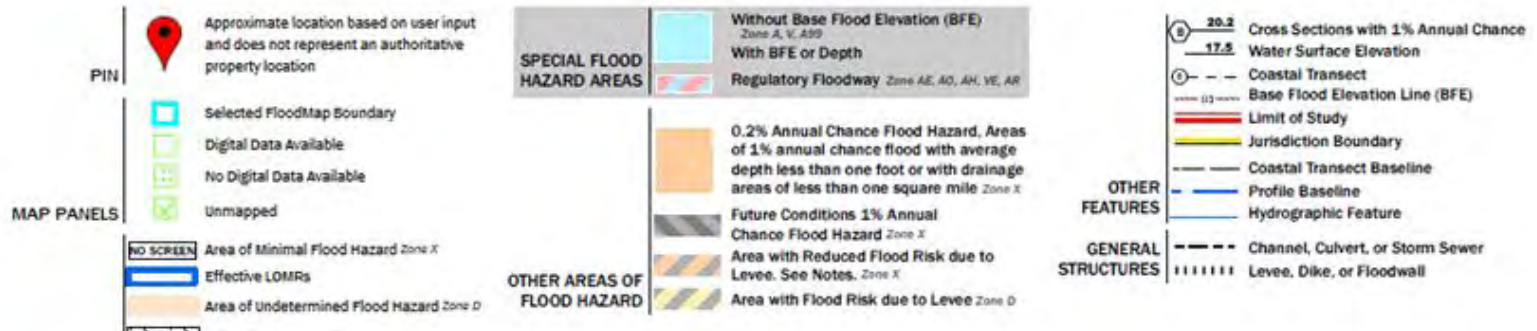 PIN
Approximate location based on user input
and does not represent an authoritative
property location
MAP PANELS
Selected FloodMap Boundary
Digital Data Available
No Digital Data Available
Unmapped
NO SCREEN Area of Minimal Flood Hazard Zone X
Effective LOMRs
Area of Undetermined Flood Hazard Zone D
SPECIAL FLOOD
HAZARD AREAS
Without Base Flood Elevation (BFE)
Zone A, V, A99
With BFE or Depth
Regulatory Floodway Zone AE, AO, AH, VE, AR
OTHER AREAS OF
FLOOD HAZARD
0.2% Annual Chance Flood Hazard, Areas
of 1% annual chance flood with average
depth less than one foot or with drainage
areas of less than one square mile Zone X
Future Conditions 1% Annual
Chance Flood Hazard Zone X
Area with Reduced Flood Risk due to
Levee. See Notes. Zone X
Area with Flood Risk due to Levee Zone D
OTHER
FEATURES
B 20.2 Cross Sections with 1% Annual Chance
17.5 Water Surface Elevation
Coastal Transect
Base Flood Elevation Line (BFE)
Limit of Study
Jurisdiction Boundary
Coastal Transect Baseline
Profile Baseline
Hydrographic Feature
GENERAL
STRUCTURES
Channel, Culvert, or Storm Sewer
Levee, Dike, or Floodwall